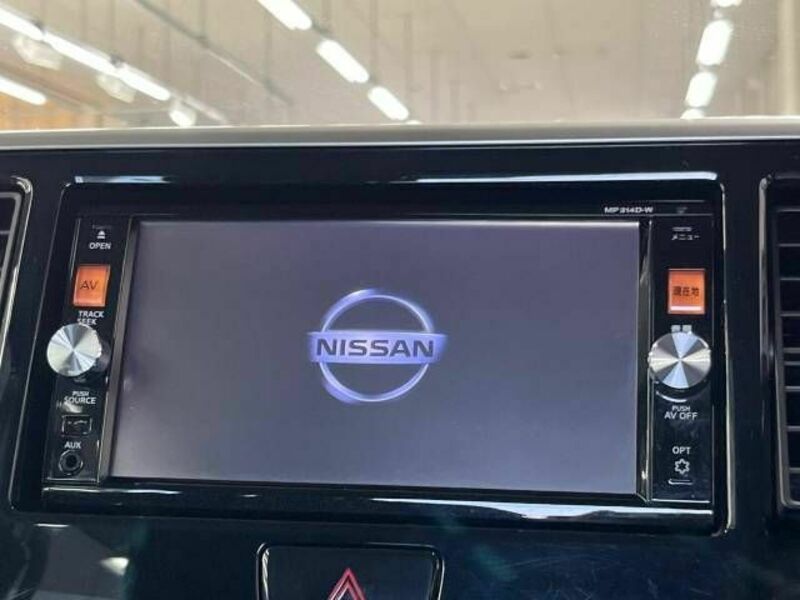 MP314D-W
OPEN
メニュー
AV
現在地
TRACK
SEEK
NISSAN
PUSH
SOURCE
PUSH
AV OFF
AUX
OPT